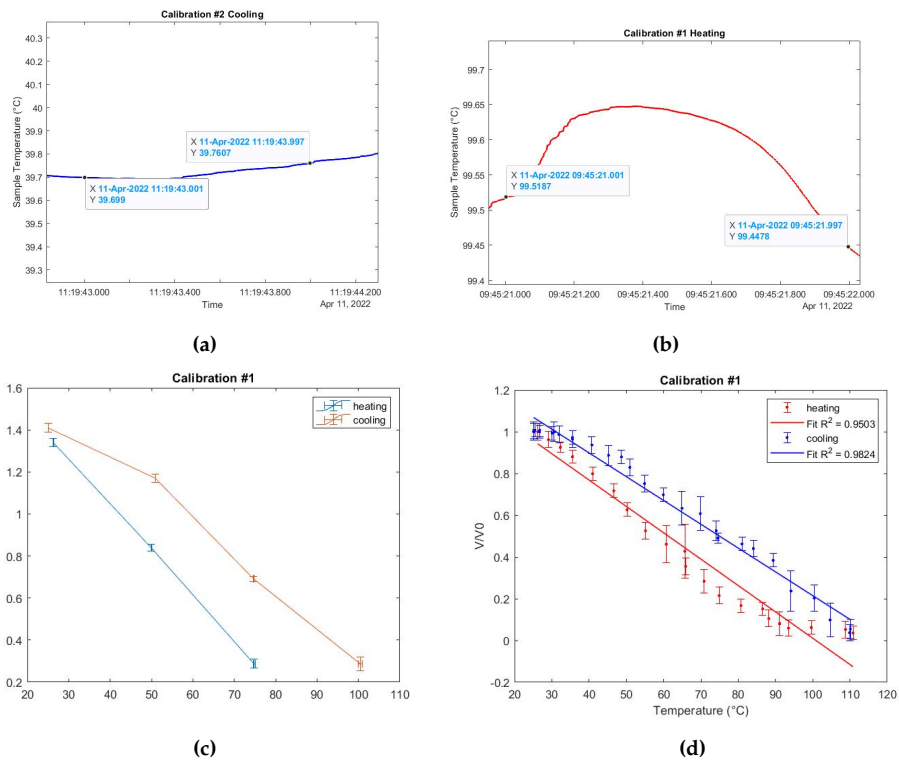 Calibration #2 Cooling
40.3
40.2
40.1
40
39.9
39.8
39.7
39.6
39.5
39.4
39.3
Sample Temperature (°C)
X 11-Apr-2022 11:19:43.997
Y 39.7607
X 11-Apr-2022 11:19:43.001
Y 39.699
11:19:43.000 11:19:43.400 11:19:43.800 11:19:44.200
Time
Apr 11, 2022
(a)
Calibration #1 Heating
99.7
99.65
99.6
99.55
99.5
99.45
99.4
Sample Temperature (°C)
X 11-Apr-2022 09:45:21.001
Y 99.5187
X 11-Apr-2022 09:45:21.997
Y 99.4478
09:45:21.000 09:45:21.200 09:45:21.400 09:45:21.600 09:45:21.800 09:45:22.000
Time
Apr 11, 2022
(b)
Calibration #1
1.6
1.4
1.2
1
0.8
0.6
0.4
0.2
heating
cooling
20 30 40 50 60 70 80 90 100 110
(c)
Calibration #1
1.2
1.0
0.8
0.6
0.4
0.2
0
-0.2
V/V0
heating
Fit R² = 0.9503
cooling
Fit R² = 0.9824
20 30 40 50 60 70 80 90 100 110 120
Temperature (°C)
(d)